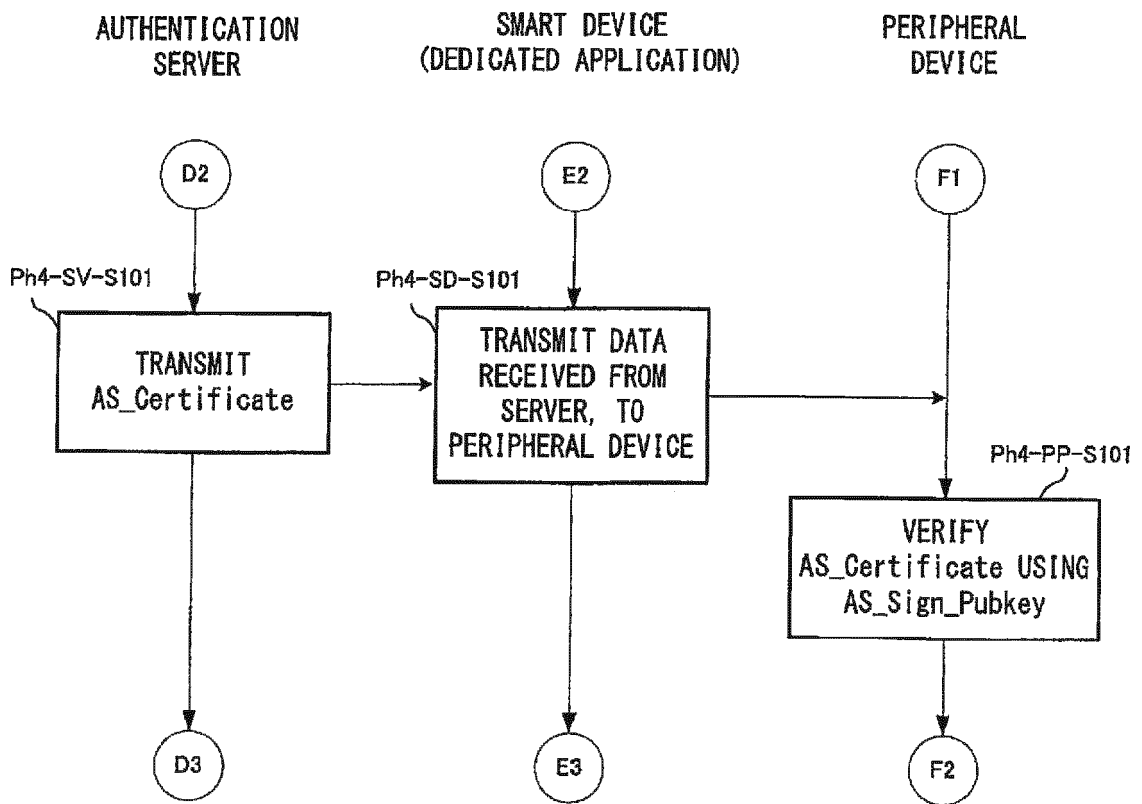 AUTHENTICATION
SERVER
SMART DEVICE
(DEDICATED APPLICATION)
PERIPHERAL
DEVICE
D2
E2
F1
Ph4-SV-S101
TRANSMIT
AS_Certificate
Ph4-SD-S101
TRANSMIT DATA
RECEIVED FROM
SERVER, TO
PERIPHERAL DEVICE
Ph4-PP-S101
VERIFY
AS_Certificate USING
AS_Sign_Pubkey
D3
E3
F2